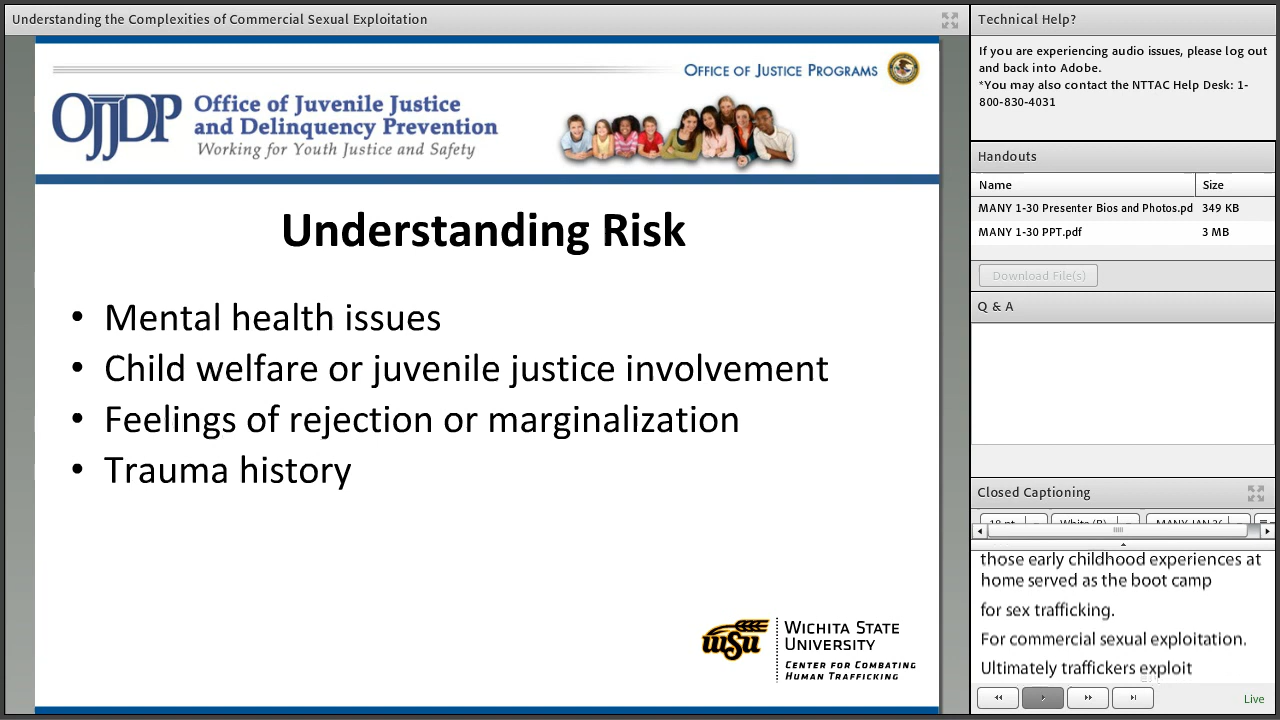 Understanding the Complexities of Commercial Sexual Exploitation
OFFICE OF JUSTICE PROGRAMS
OJJDP
Office of Juvenile Justice
and Delinquency Prevention
Working for Youth Justice and Safety
Understanding Risk
• Mental health issues
• Child welfare or juvenile justice involvement
• Feelings of rejection or marginalization
• Trauma history
wsu
WICHITA STATE
UNIVERSITY
CENTER FOR COMBATING
HUMAN TRAFFICKING
Technical Help?
If you are experiencing audio issues, please log out
and back into Adobe.
*You may also contact the NTTAC Help Desk: 1-
800-830-4031
Handouts
Name Size
MANY 1-30 Presenter Bios and Photos.pd 349 KB
MANY 1-30 PPT.pdf 3 MB
Download File(s)
Q & A
Closed Captioning
those early childhood experiences at
home served as the boot camp
for sex trafficking.
For commercial sexual exploitation.
Ultimately traffickers exploit
Live